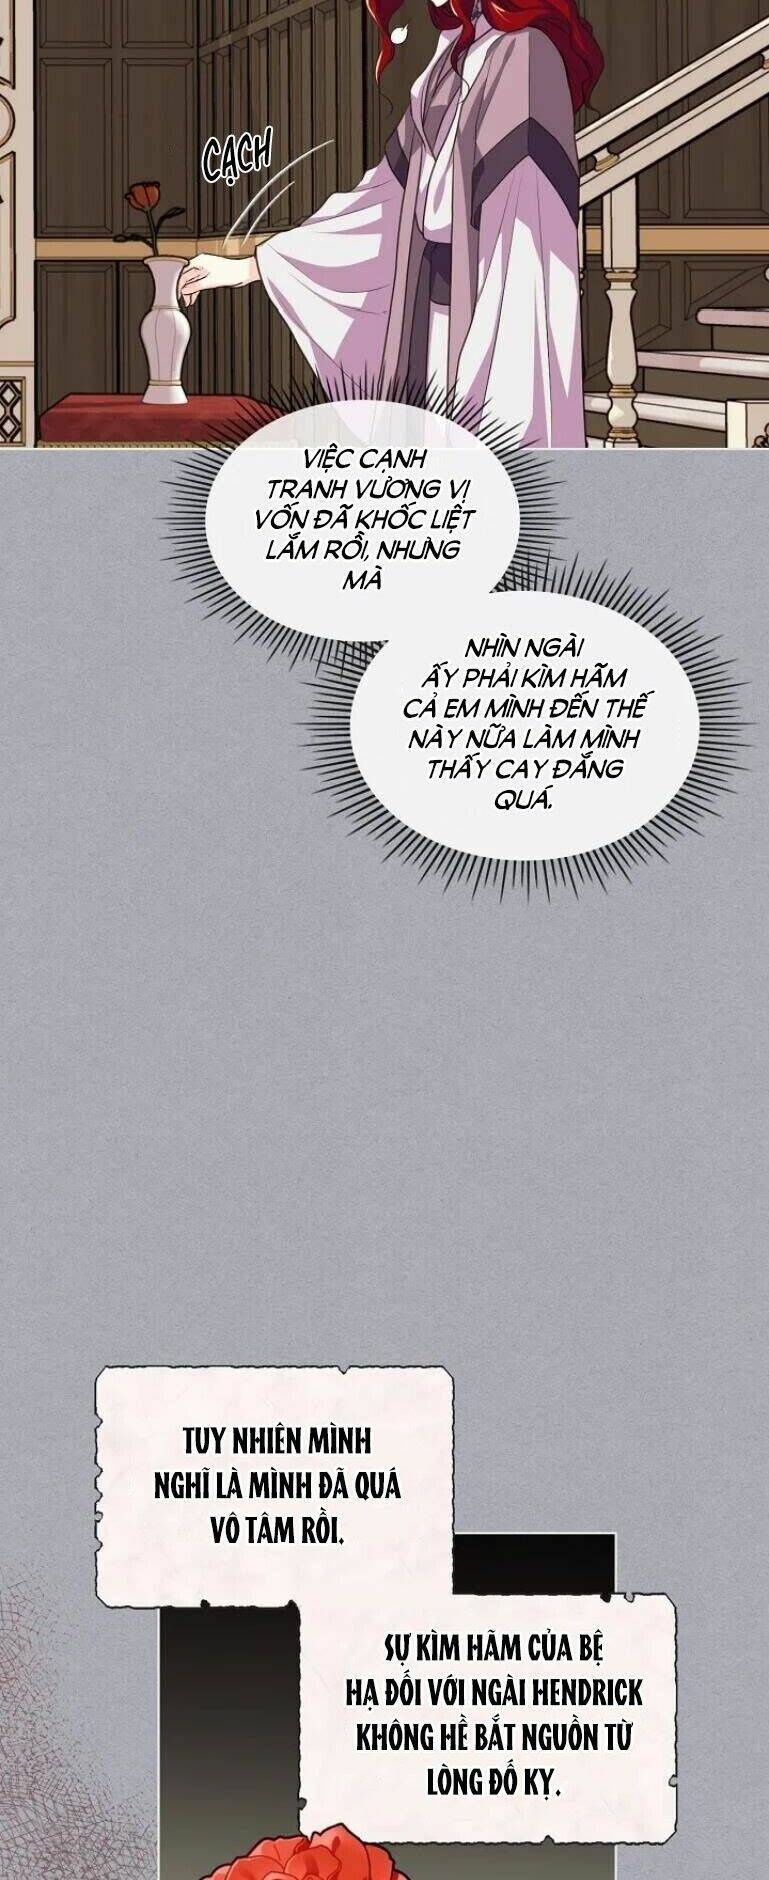 CẠCH
VIỆC CẠNH
TRANH VƯƠNG VỊ
VỐN ĐÃ KHỐC LIỆT
LẮM RỒI, NHƯNG
MÀ
NHÌN NGÀI
ẤY PHẢI KÌM HÃM
CẢ EM MÌNH ĐẾN THẾ
NÀY NỮA LÀM MÌNH
THẤY CAY ĐẮNG
QUÁ.
TUY NHIÊN MÌNH
NGHĨ LÀ MÌNH ĐÃ QUÁ
VÔ TÂM RỒI.
SỰ KÌM HÃM CỦA BỆ
HẠ ĐỐI VỚI NGÀI HENDRICK
KHÔNG HỀ BẮT NGUỒN TỪ
LÒNG ĐỐ KỴ.